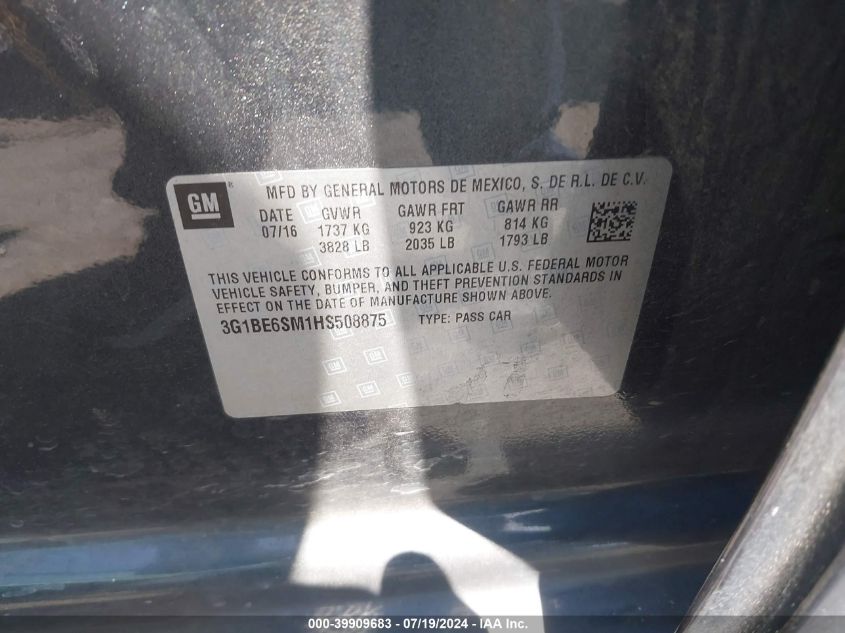 GM ® MFD BY GENERAL MOTORS DE MEXICO, S. DE R.L. DE C.V.
DATE GVWR GAWR FRT GAWR RR
07/16 1737 KG 923 KG 814 KG
3828 LB 2035 LB 1793 LB
THIS VEHICLE CONFORMS TO ALL APPLICABLE U.S. FEDERAL MOTOR
VEHICLE SAFETY, BUMPER, AND THEFT PREVENTION STANDARDS IN
EFFECT ON THE DATE OF MANUFACTURE SHOWN ABOVE.
3G1BE6SM1HS508875 TYPE: PASS CAR
000-39909683 - 07/19/2024 - IAA Inc.